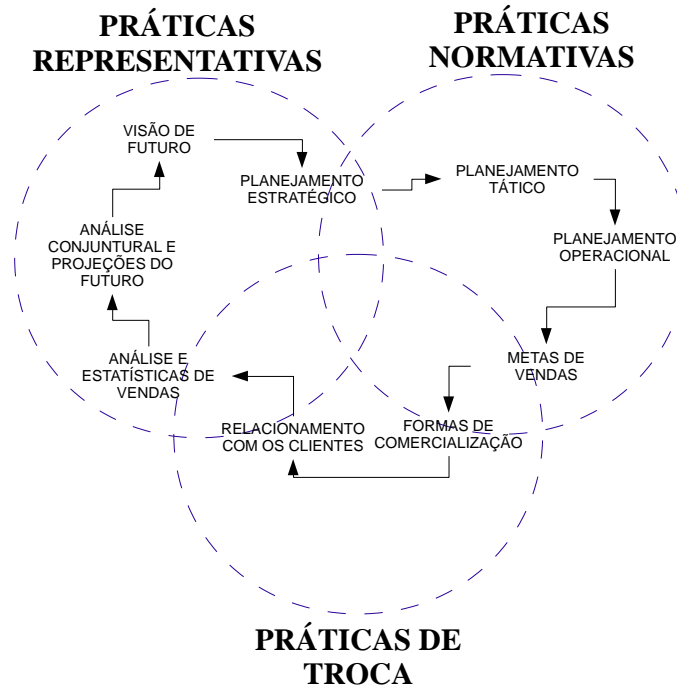 PRÁTICAS
REPRESENTATIVAS
PRÁTICAS
NORMATIVAS
VISÃO DE
FUTURO
PLANEJAMENTO
ESTRATÉGICO
PLANEJAMENTO
TÁTICO
ANÁLISE
CONJUNTURAL E
PROJEÇÕES DO
FUTURO
PLANEJAMENTO
OPERACIONAL
ANÁLISE E
ESTATÍSTICAS DE
VENDAS
METAS DE
VENDAS
RELACIONAMENTO
COM OS CLIENTES
FORMAS DE
COMERCIALIZAÇÃO
PRÁTICAS DE
TROCA